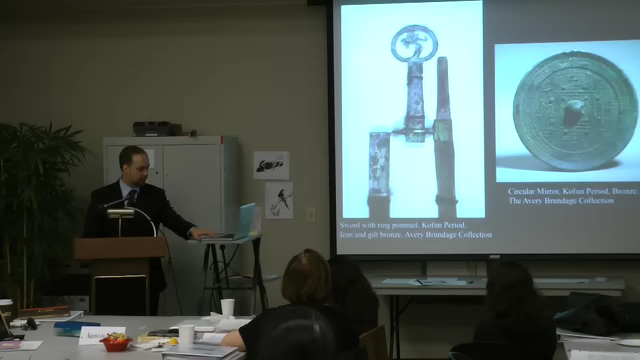 Sword with ring pommel. Kofun Period.
Iron and gilt bronze. Avery Brundage Collection
Circular Mirror, Kofun Period, Bronze.
The Avery Brundage Collection